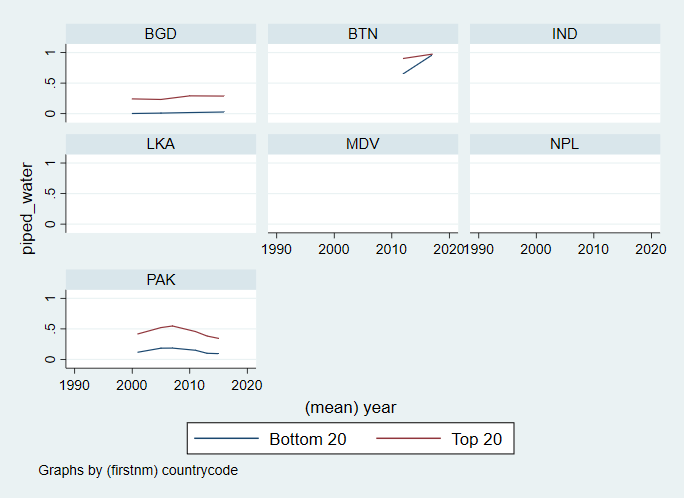 BGD BTN IND
1
.5
0
LKA MDV NPL
1
.5
0
1990 2000 2010 2020 1990 2000 2010 2020
PAK
1
.5
0
1990 2000 2010 2020
piped_water
(mean) year
Bottom 20 Top 20
Graphs by (firstnm) countrycode